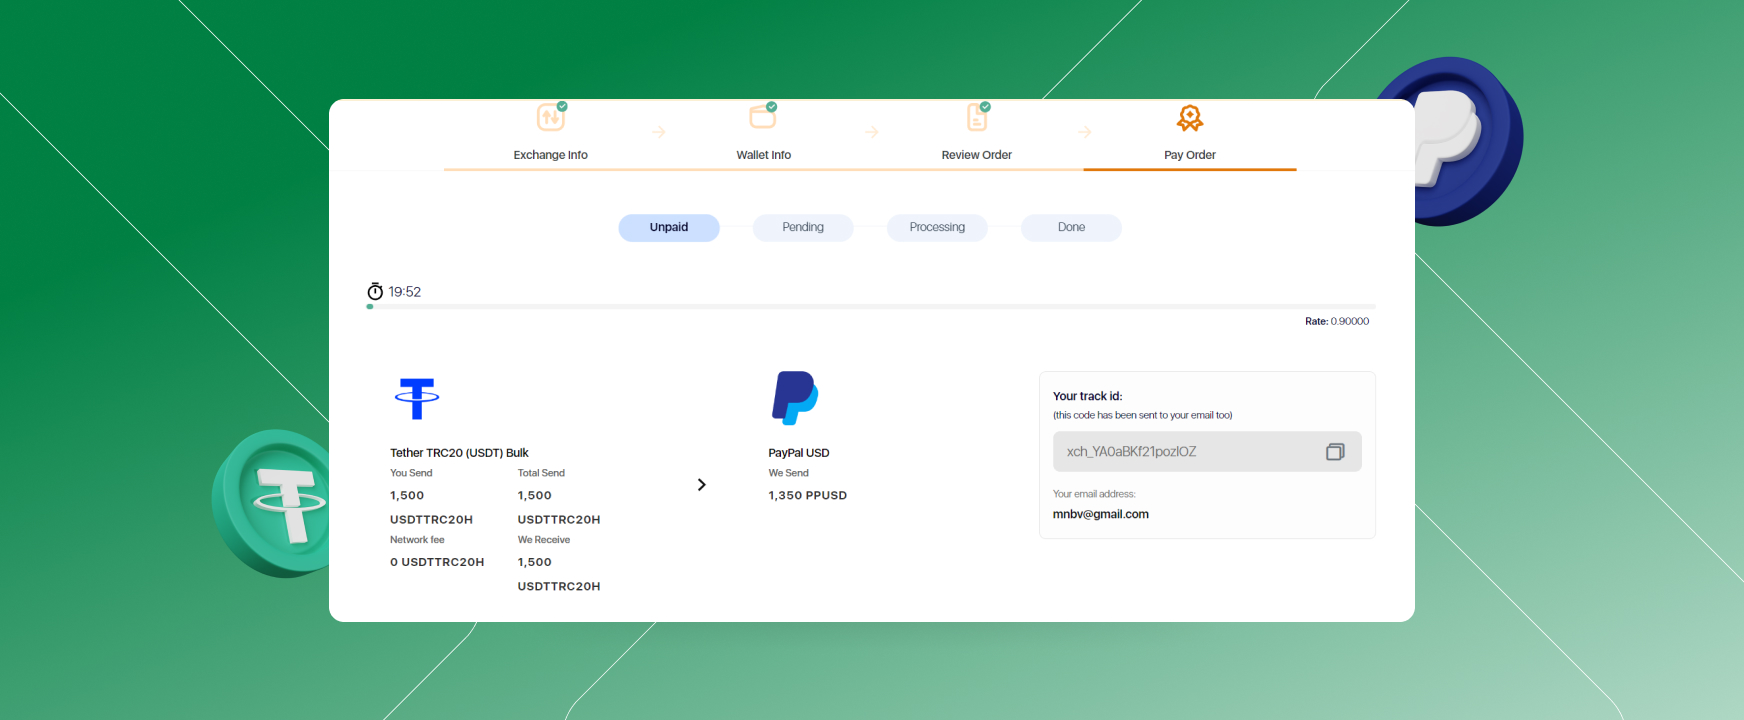 Exchange Info
Wallet Info
Review Order
Pay Order
Unpaid
Pending
Processing
Done
19:52
Rate: 0.90000
Tether TRC20 (USDT) Bulk
You Send
Total Send
1,500
1,500
USDTTRC20H
USDTTRC20H
Network fee
We Receive
0 USDTTRC20H
1,500
USDTTRC20H
PayPal USD
We Send
1,350 PPUSD
Your track id:
(this code has been sent to your email too)
xch_YA0aBKf21pozlOZ
Your email address:
mnbv@gmail.com